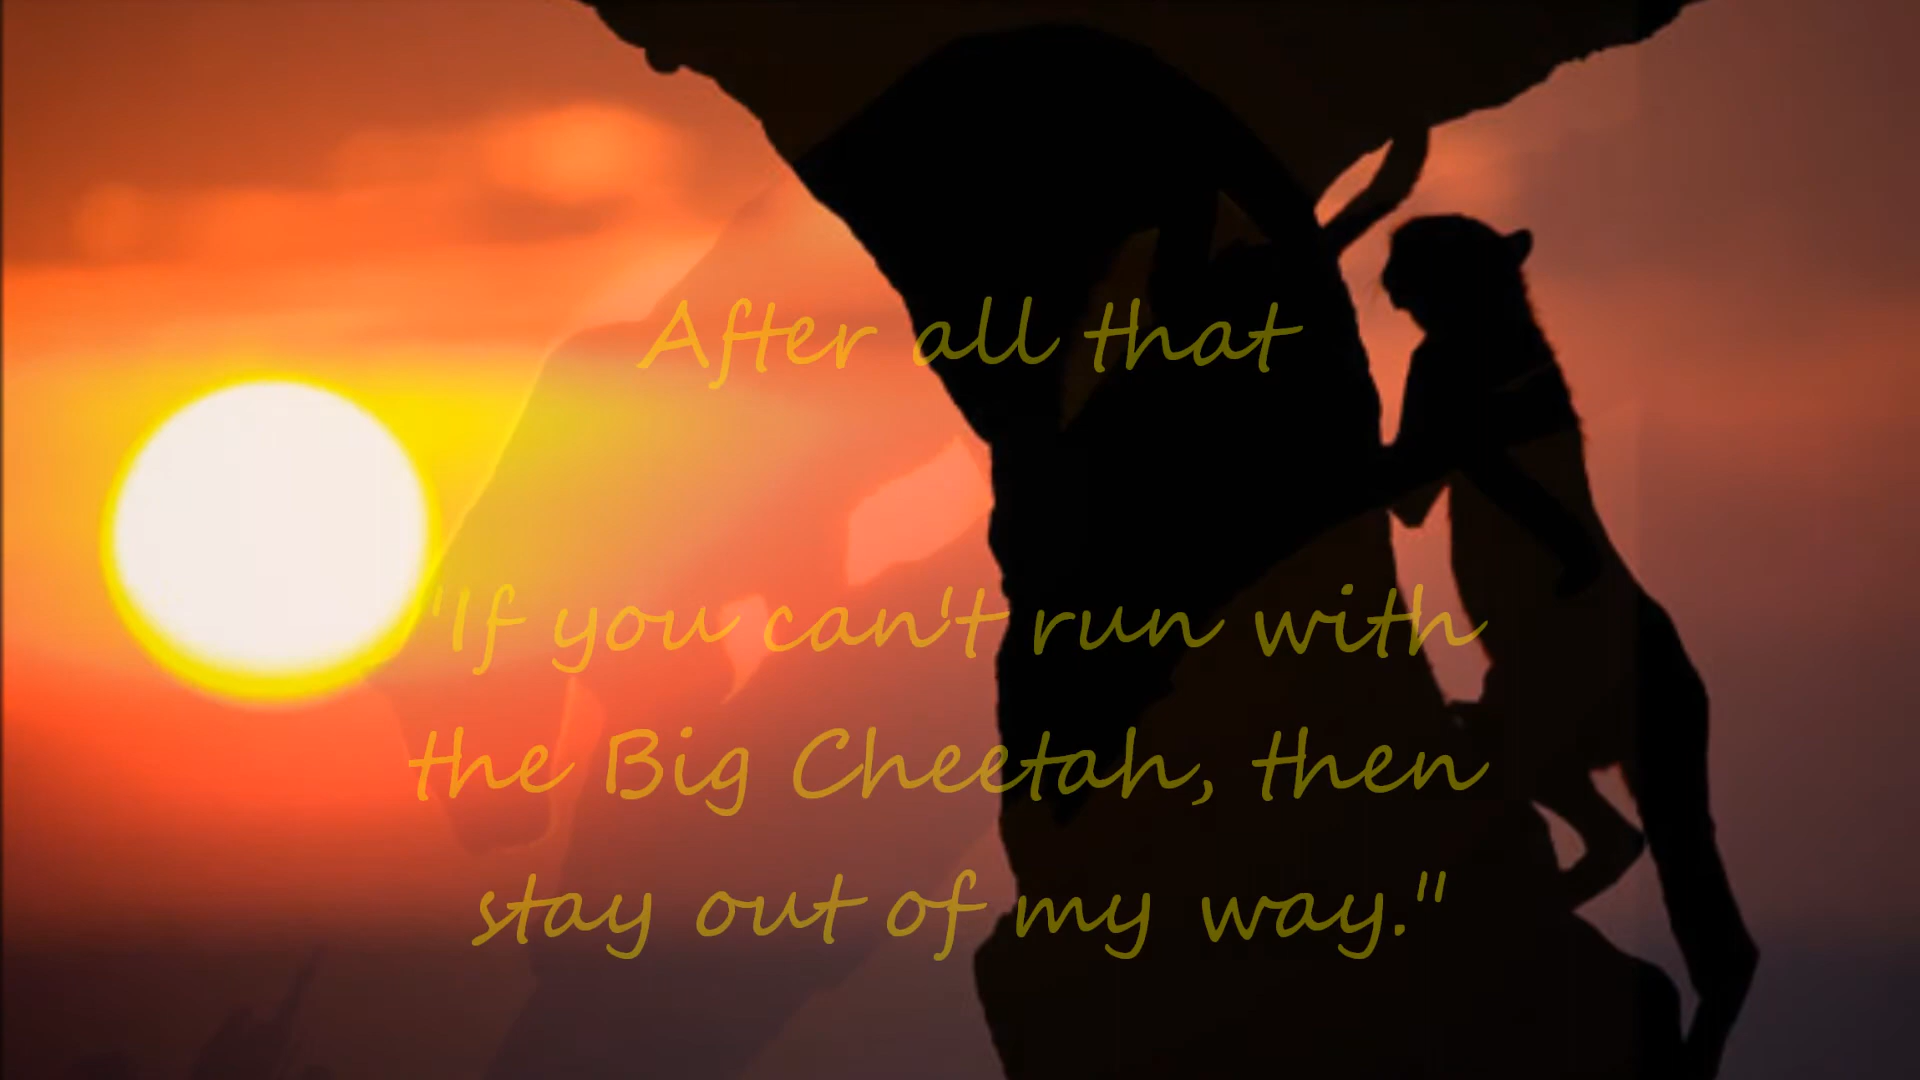 After all that
"If you can't run with
the Big Cheetah, then
stay out of my way."